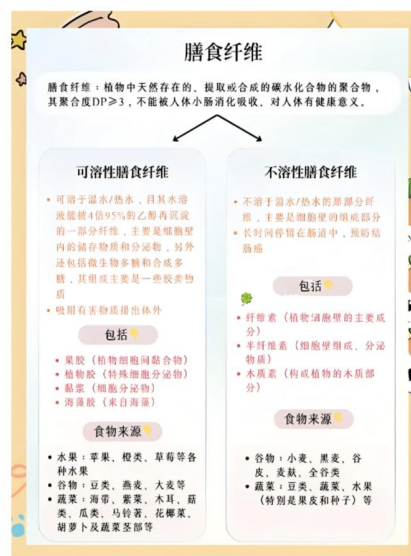 膳食纤维
膳食纤维：植物中天然存在的、提取或合成的碳水化合物的聚合物，
其聚合度DP≥3，不能被人体小肠消化吸收、对人体有健康意义。
可溶性膳食纤维
• 可溶于温水/热水，且其水溶
液能被4倍95%的乙醇再沉淀
的一部分纤维，主要是细胞壁
内的储存物质和分泌物，另外
还包括微生物多糖和合成多
糖，其组成主要是一些胶类物
质
• 吸附有害物质排出体外
包括👇
• 果胶（植物细胞间黏合物）
• 植物胶（特殊细胞分泌物）
• 黏浆（细胞分泌物）
• 海藻胶（来自海藻）
食物来源👇
• 水果：苹果、橙类、草莓等各
种水果
• 谷物：豆类、燕麦、大麦等
• 蔬菜：海带、紫菜、木耳、菇
类、瓜类、马铃薯、花椰菜、
胡萝卜及蔬菜茎部等
不溶性膳食纤维
• 不溶于温水/热水的那部分纤
维，主要是细胞壁的组成部分
• 长时间停留在肠道中，预防结
肠癌
包括👇
• 纤维素（植物细胞壁的主要成
分）
• 半纤维素（细胞壁组成、分泌
物质）
• 木质素（构成植物的木质部
分）
食物来源👇
• 谷物：小麦、黑麦、谷
皮、麦麸、全谷类
• 蔬菜：豆类、蔬菜、水果
（特别是果皮和种子）等